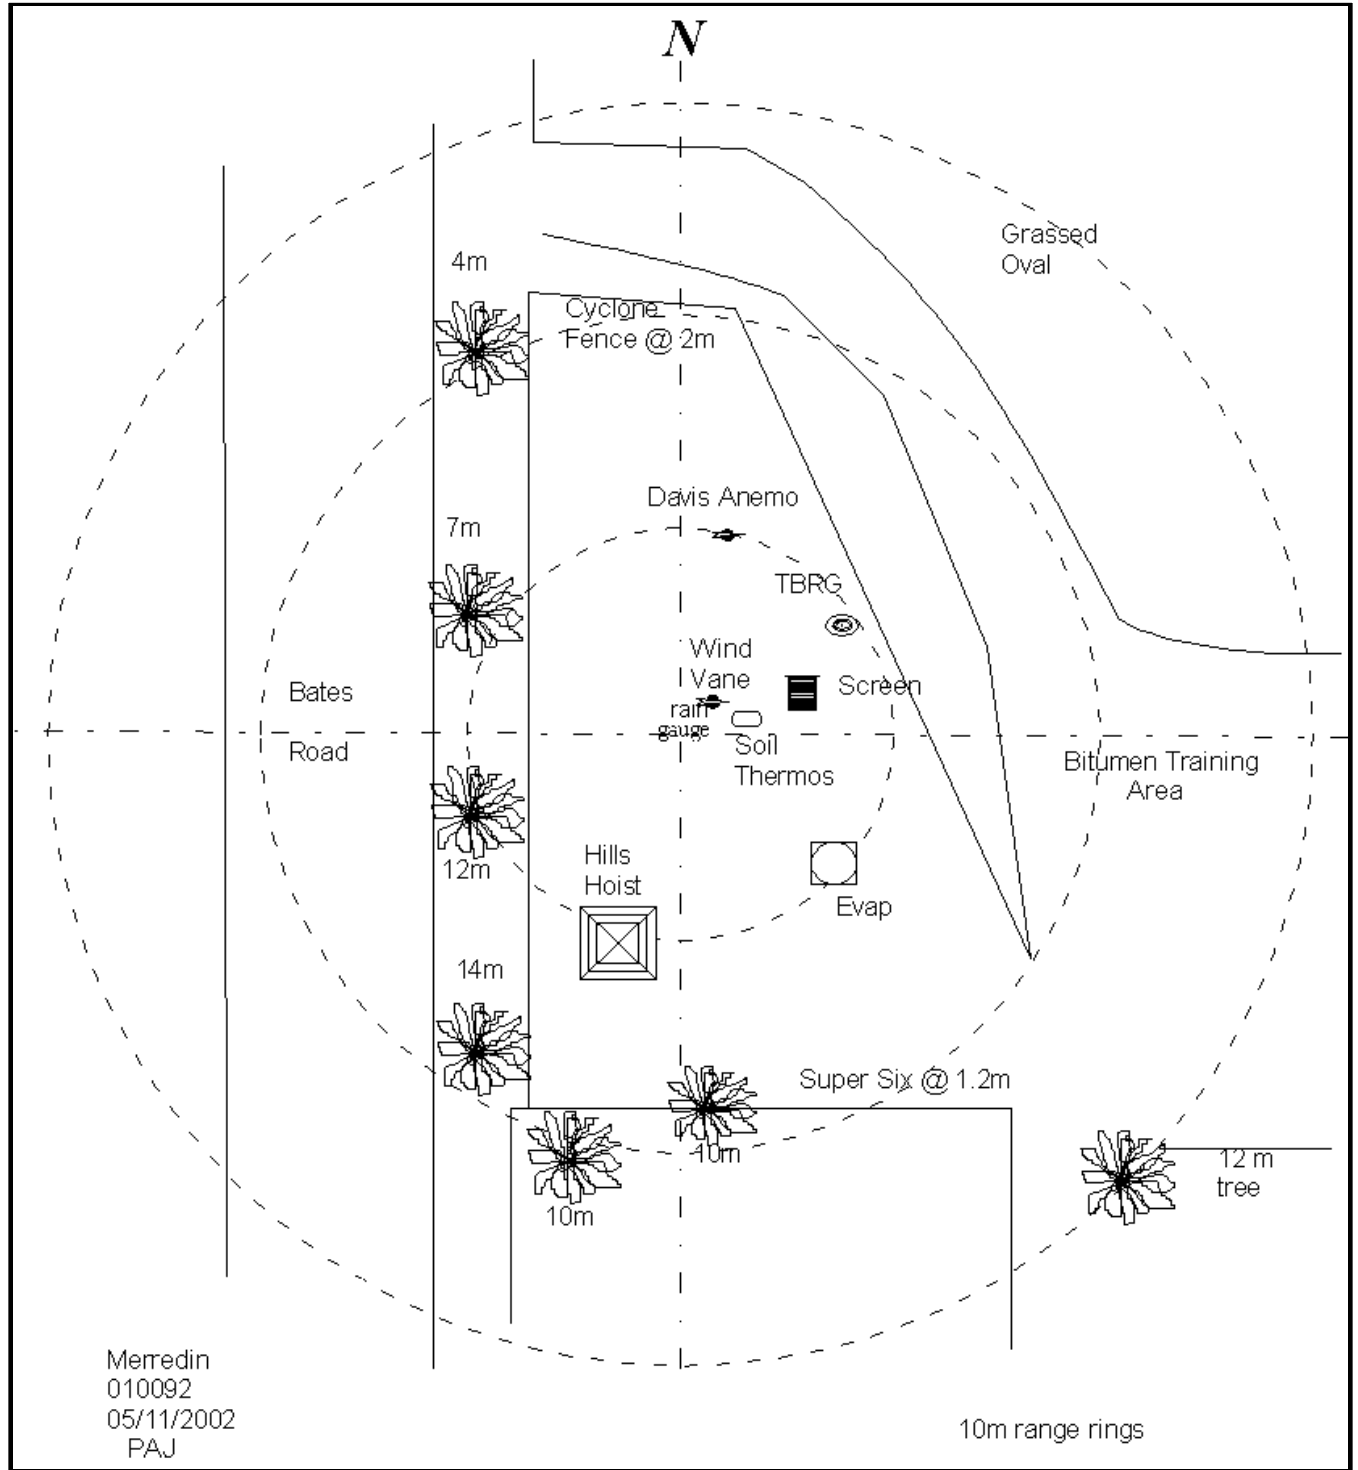 N
Grassed
Oval
4m
Cyclone
Fence @ 2m
Davis Anemo
7m
TBRG
Wind
Vane
Screen
Bates
rain
gauge
Road
Soil
Thermos
Bitumen Training
Area
Hills
Hoist
12m
Evap
14m
Super Six @ 1.2m
10m
12 m
tree
10m
Merredin
010092
05/11/2002
PAJ
10m range rings